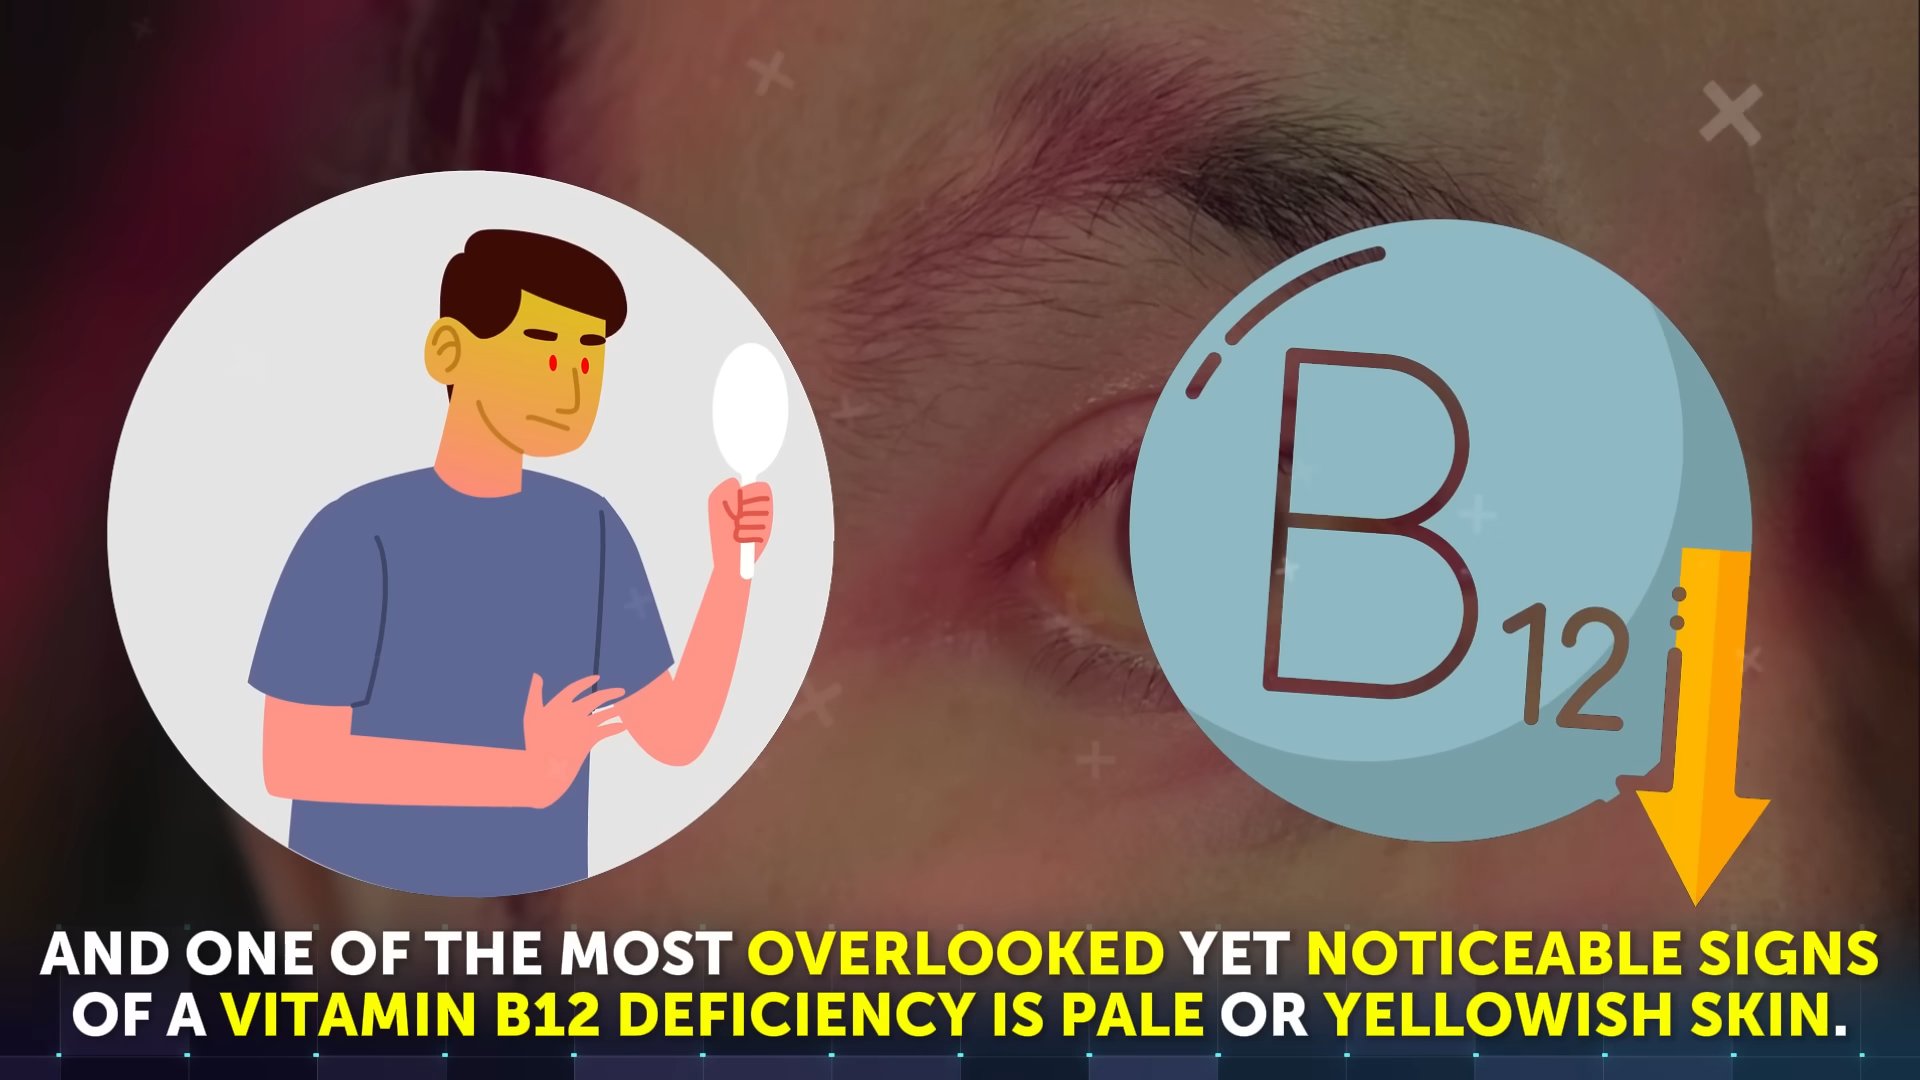 B12
AND ONE OF THE MOST OVERLOOKED YET NOTICEABLE SIGNS
OF A VITAMIN B12 DEFICIENCY IS PALE OR YELLOWISH SKIN.